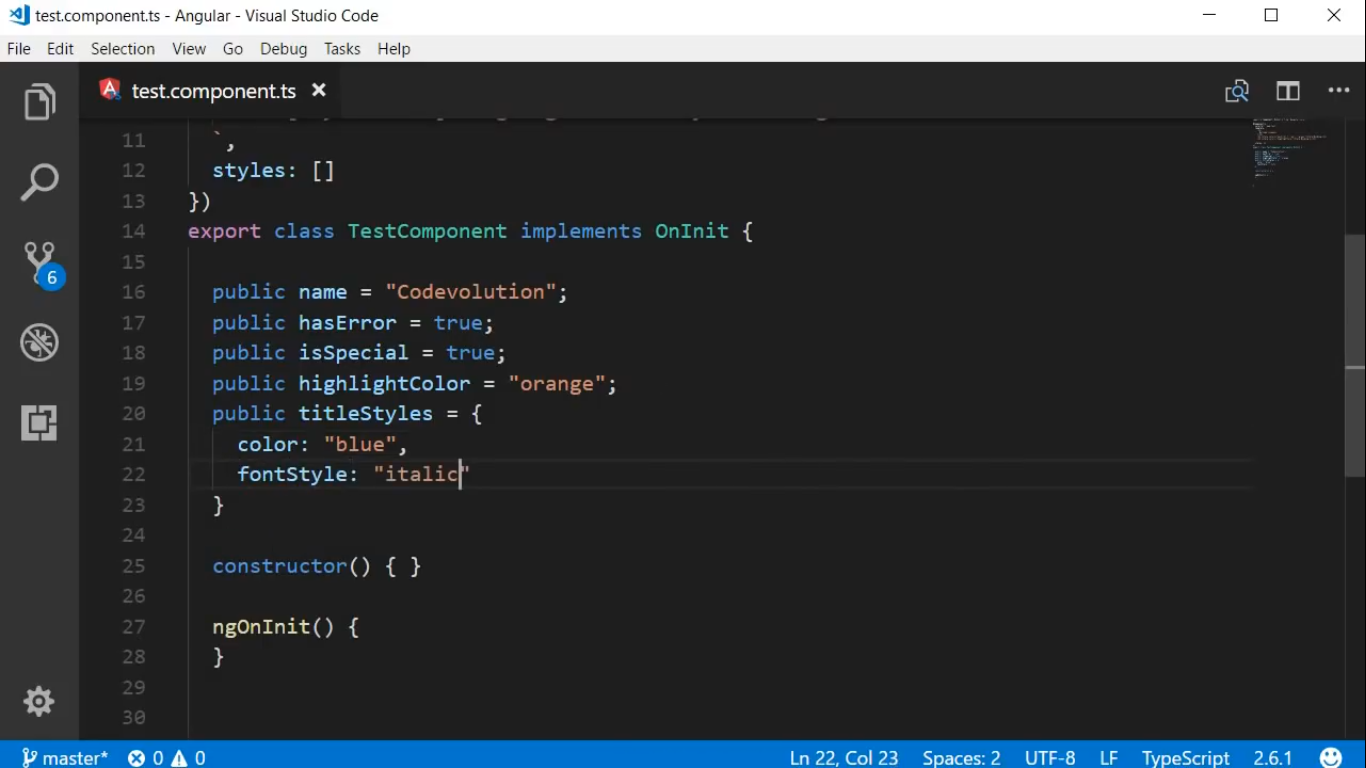 test.component.ts - Angular - Visual Studio Code
File Edit Selection View Go Debug Tasks Help
test.component.ts
11 `,
12 styles: []
13 })
14 export class TestComponent implements OnInit {
15
16 public name = "Codevolution";
17 public hasError = true;
18 public isSpecial = true;
19 public highlightColor = "orange";
20 public titleStyles = {
21 color: "blue",
22 fontStyle: "italic"
23 }
24
25 constructor() { }
26
27 ngOnInit() {
28 }
29
30
6
master* 0 0 Ln 22, Col 23 Spaces: 2 UTF-8 LF TypeScript 2.6.1